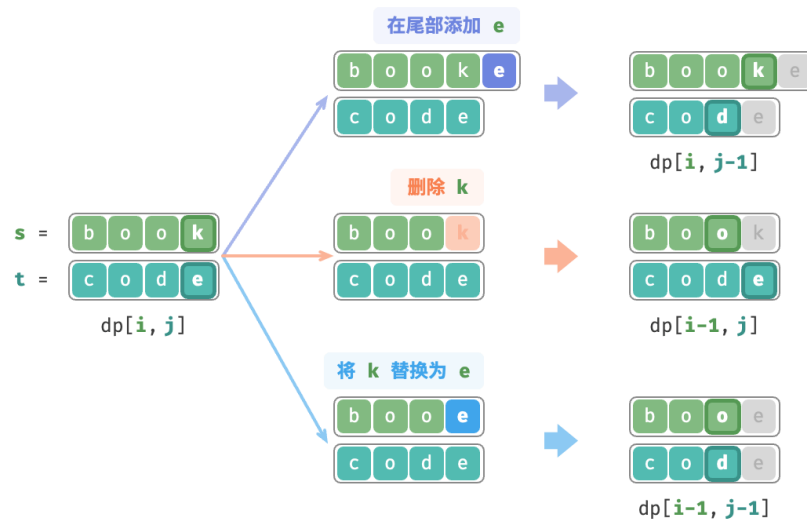 在尾部添加 e
b o o k e
c o d e
b o o k e
c o d e
dp[i, j-1]
删除 k
s = b o o k
t = c o d e
dp[i, j]
b o o k
c o d e
b o o k
c o d e
dp[i-1, j]
将 k 替换为 e
b o o e
c o d e
b o o e
c o d e
dp[i-1, j-1]